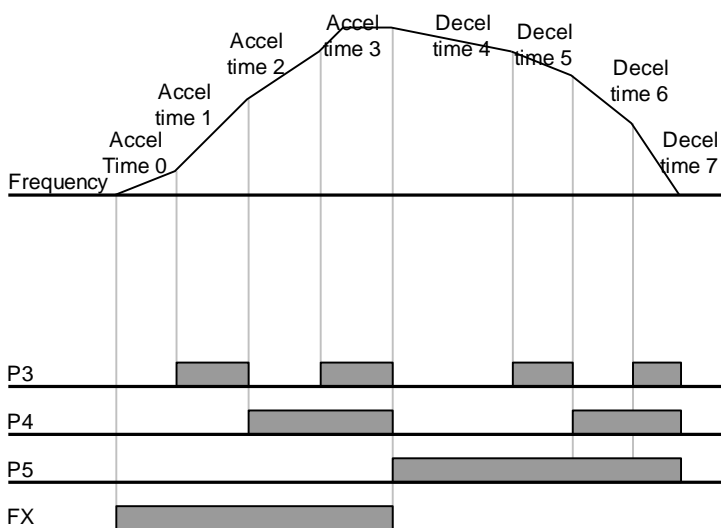 Accel
time 3
Decel
time 4
Decel
time 5
Accel
time 2
Decel
time 6
Accel
time 1
Accel
Time 0
Decel
time 7
Frequency
P3
P4
P5
FX